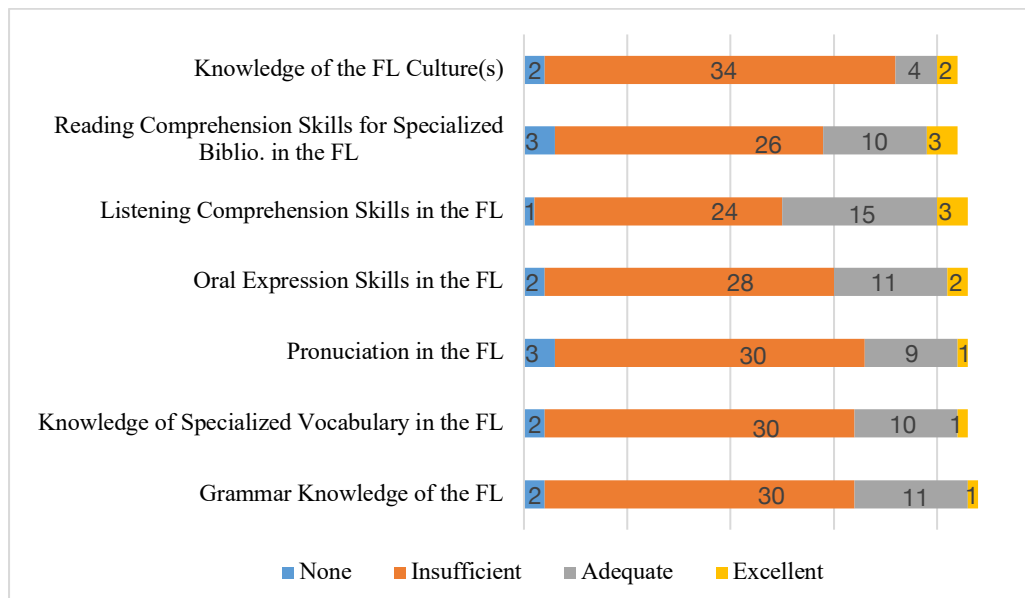 Knowledge of the FL Culture(s)
2 34 4 2
Reading Comprehension Skills for Specialized
Biblio. in the FL
3 26 10 3
Listening Comprehension Skills in the FL
1 24 15 3
Oral Expression Skills in the FL
2 28 11 2
Pronuciation in the FL
3 30 9 1
Knowledge of Specialized Vocabulary in the FL
2 30 10 1
Grammar Knowledge of the FL
2 30 11 1
None Insufficient Adequate Excellent